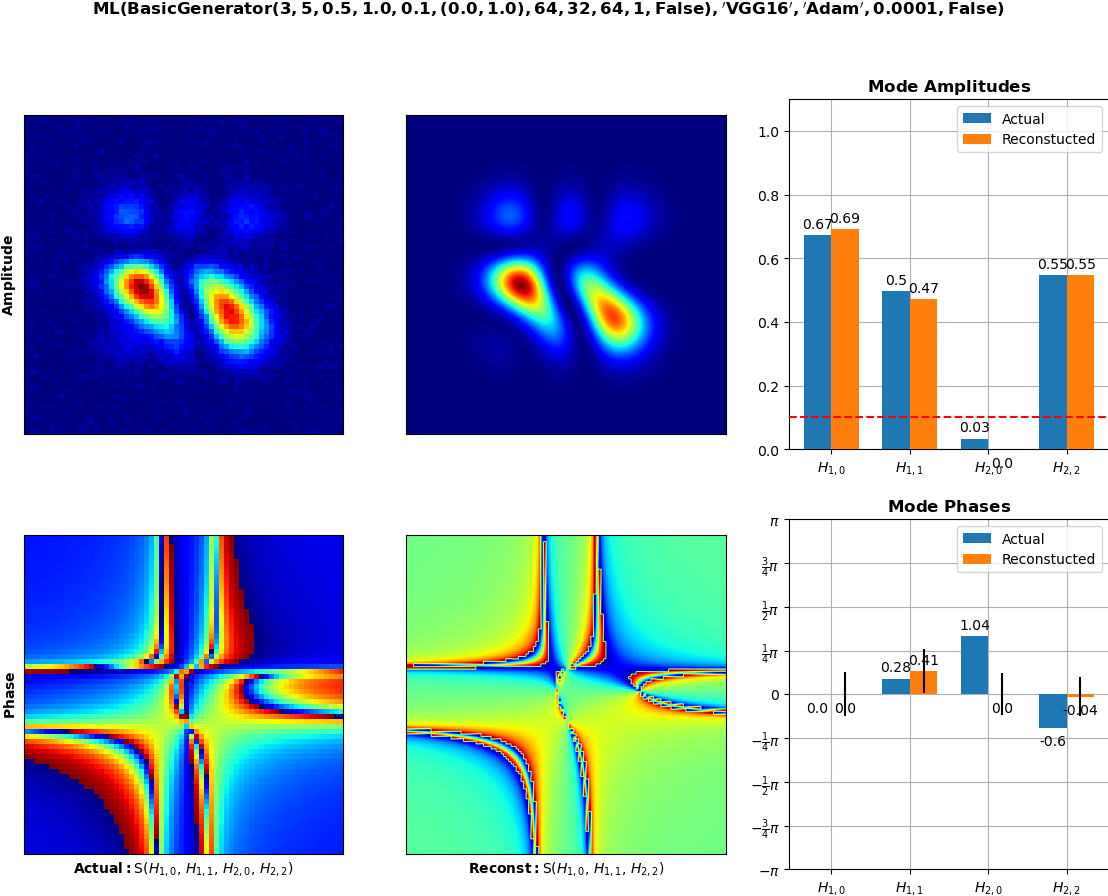 ML(BasicGenerator(3, 5, 0.5, 1.0, 0.1, (0.0, 1.0), 64, 32, 64, 1, False), ′VGG16′, ′Adam′, 0.0001, False)
Amplitude
Mode Amplitudes
Actual
Reconstucted
1.0
0.8
0.6
0.4
0.2
0.0
0.67
0.69
0.5
0.47
0.03
0.0
0.55
0.55
H1,0
H1,1
H2,0
H2,2
Phase
Actual: S(H1,0, H1,1, H2,0, H2,2)
Reconst: S(H1,0, H1,1, H2,2)
Mode Phases
Actual
Reconstucted
π
3/4π
1/2π
1/4π
0
−1/4π
−1/2π
−3/4π
−π
0.0
0.0
0.28
0.41
1.04
0.0
-0.6
-0.04
H1,0
H1,1
H2,0
H2,2